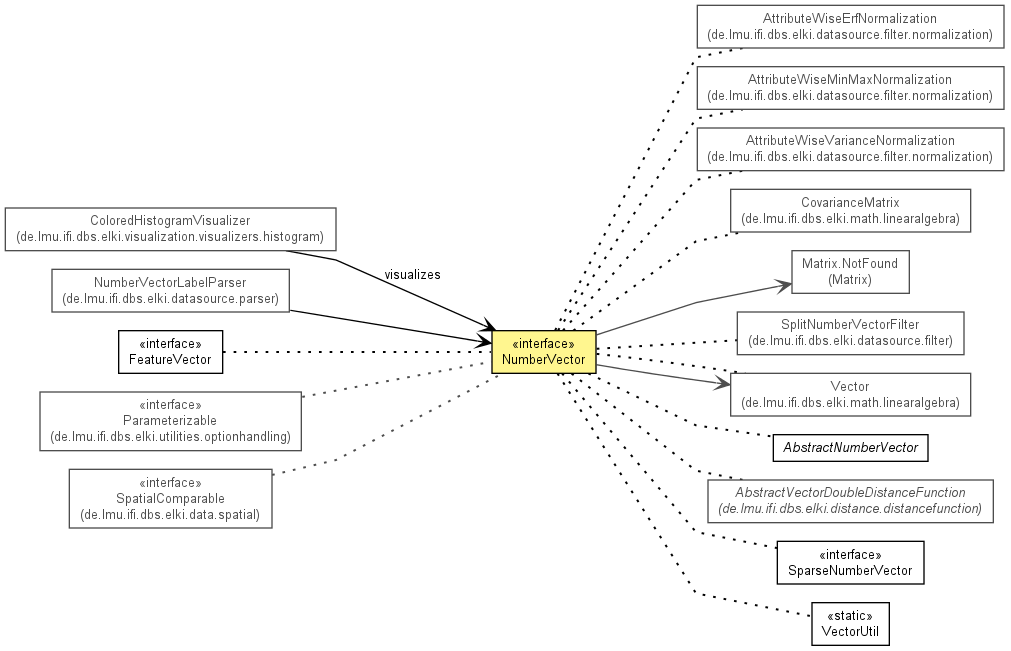 AttributeWiseErfNormalization
(de.lmu.ifi.dbs.elki.datasource.filter.normalization)
AttributeWiseMinMaxNormalization
(de.lmu.ifi.dbs.elki.datasource.filter.normalization)
AttributeWiseVarianceNormalization
(de.lmu.ifi.dbs.elki.datasource.filter.normalization)
CovarianceMatrix
(de.lmu.ifi.dbs.elki.math.linearalgebra)
ColoredHistogramVisualizer
(de.lmu.ifi.dbs.elki.visualization.visualizers.histogram)
visualizes
Matrix.NotFound
(Matrix)
NumberVectorLabelParser
(de.lmu.ifi.dbs.elki.datasource.parser)
SplitNumberVectorFilter
(de.lmu.ifi.dbs.elki.datasource.filter)
«interface»
FeatureVector
«interface»
NumberVector
Vector
(de.lmu.ifi.dbs.elki.math.linearalgebra)
«interface»
Parameterizable
(de.lmu.ifi.dbs.elki.utilities.optionhandling)
AbstractNumberVector
«interface»
SpatialComparable
(de.lmu.ifi.dbs.elki.data.spatial)
AbstractVectorDoubleDistanceFunction
(de.lmu.ifi.dbs.elki.distance.distancefunction)
«interface»
SparseNumberVector
«static»
VectorUtil